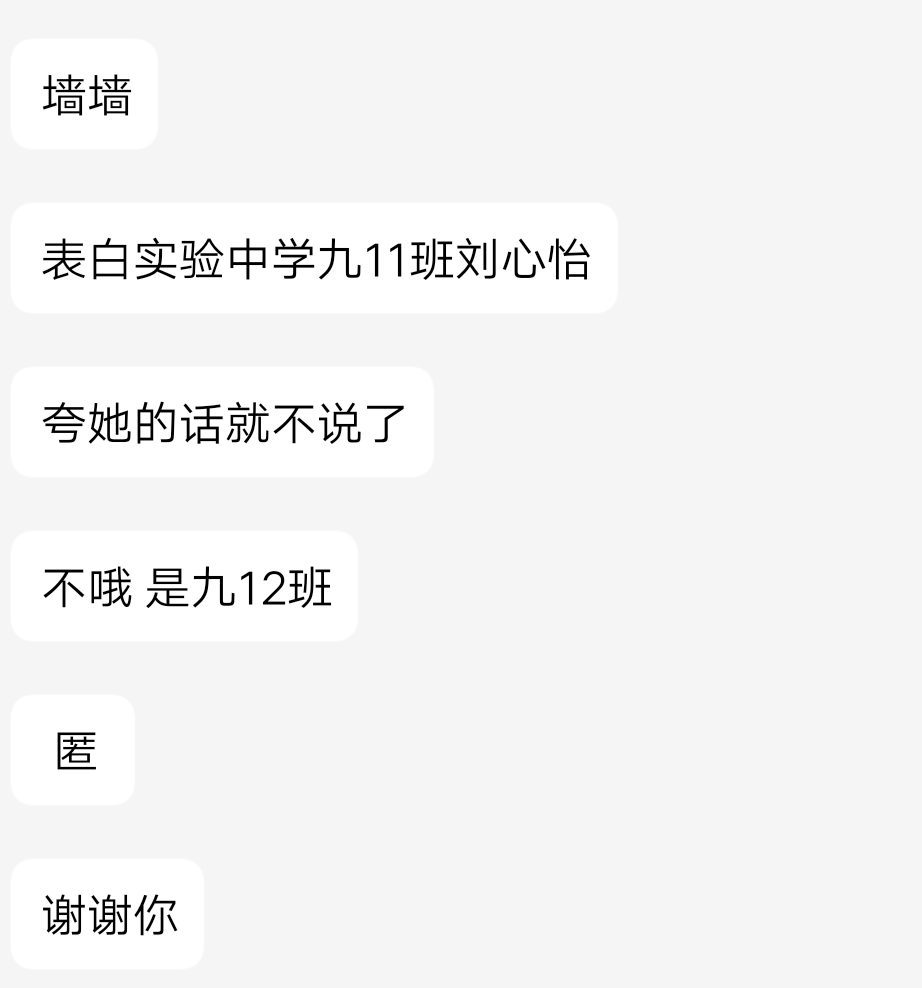 墙墙
表白实验中学九11班刘心怡
夸她的话就不说了
不哦 是九12班
匿
谢谢你